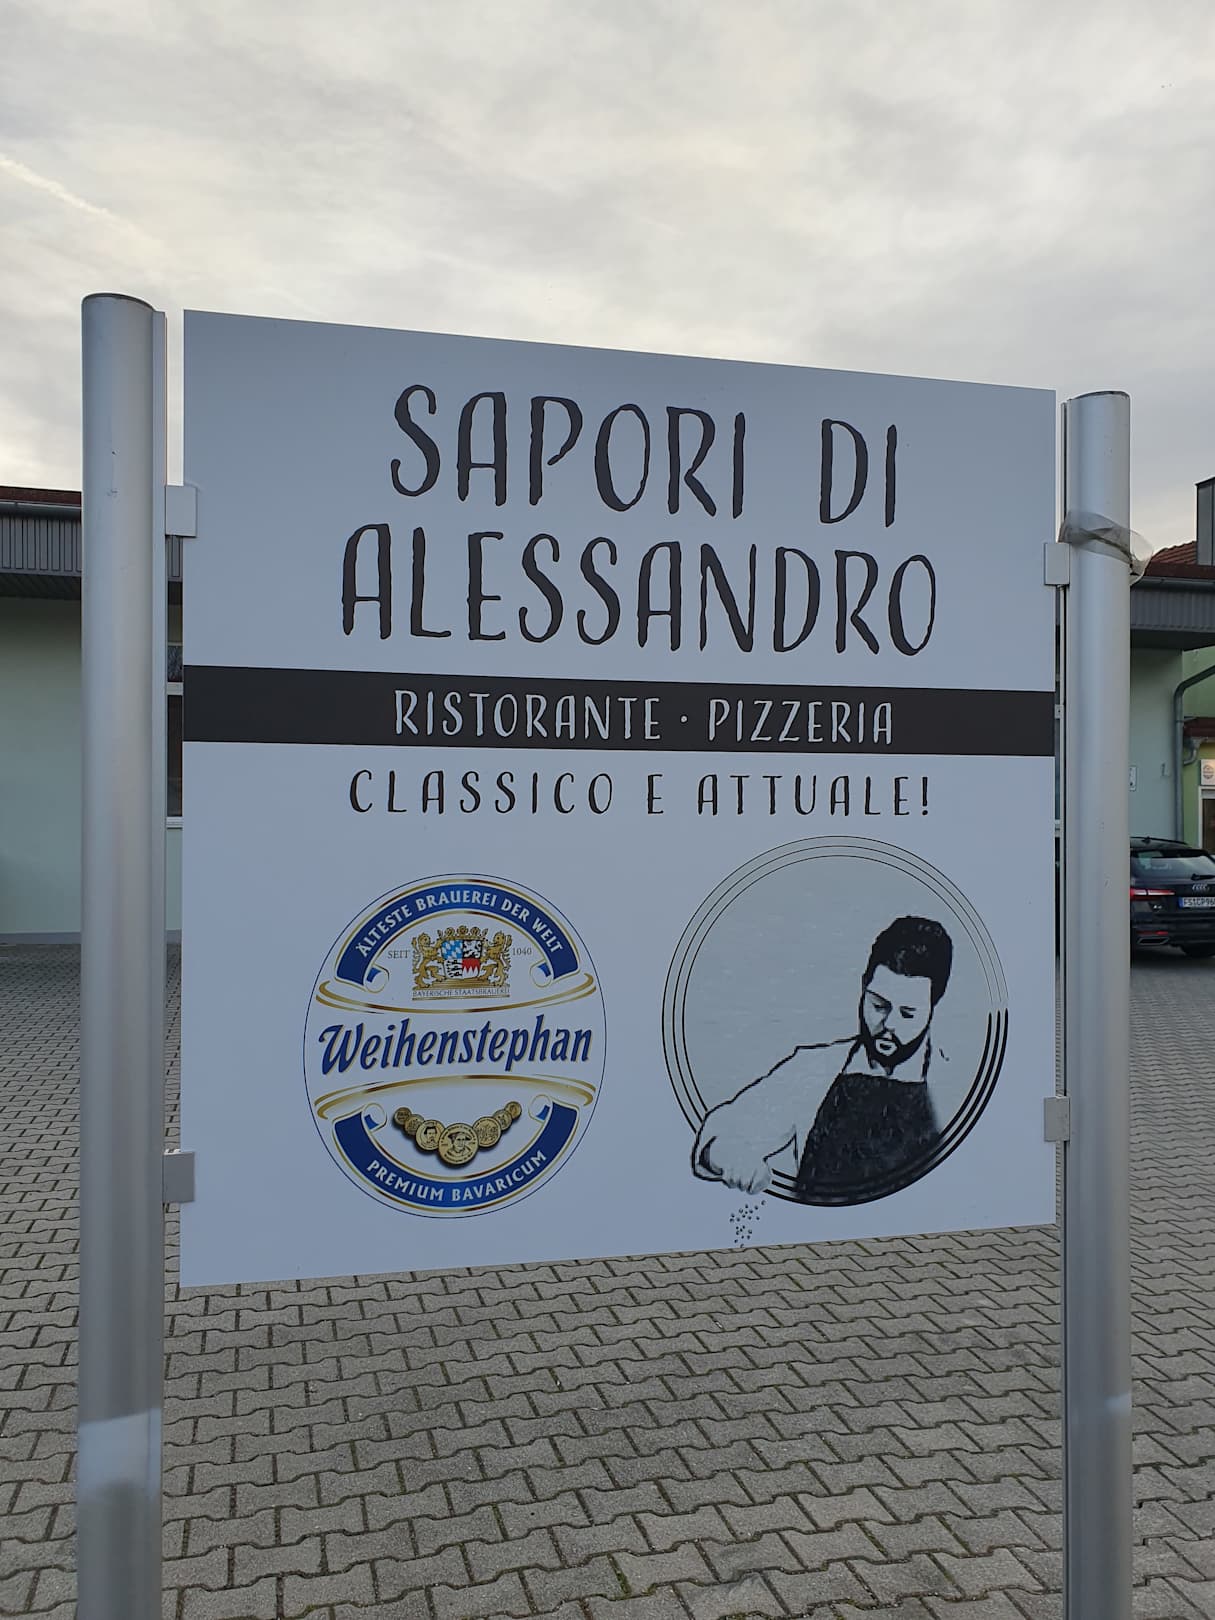 SAPORI DI
ALESSANDRO
RISTORANTE · PIZZERIA
CLASSICO E ATTUALE!
ÄLTESTE BRAUEREI DER WELT
SEIT 1040
BAYERISCHE STAATSBRAUEREI
Weihenstephan
PREMIUM BAVARICUM